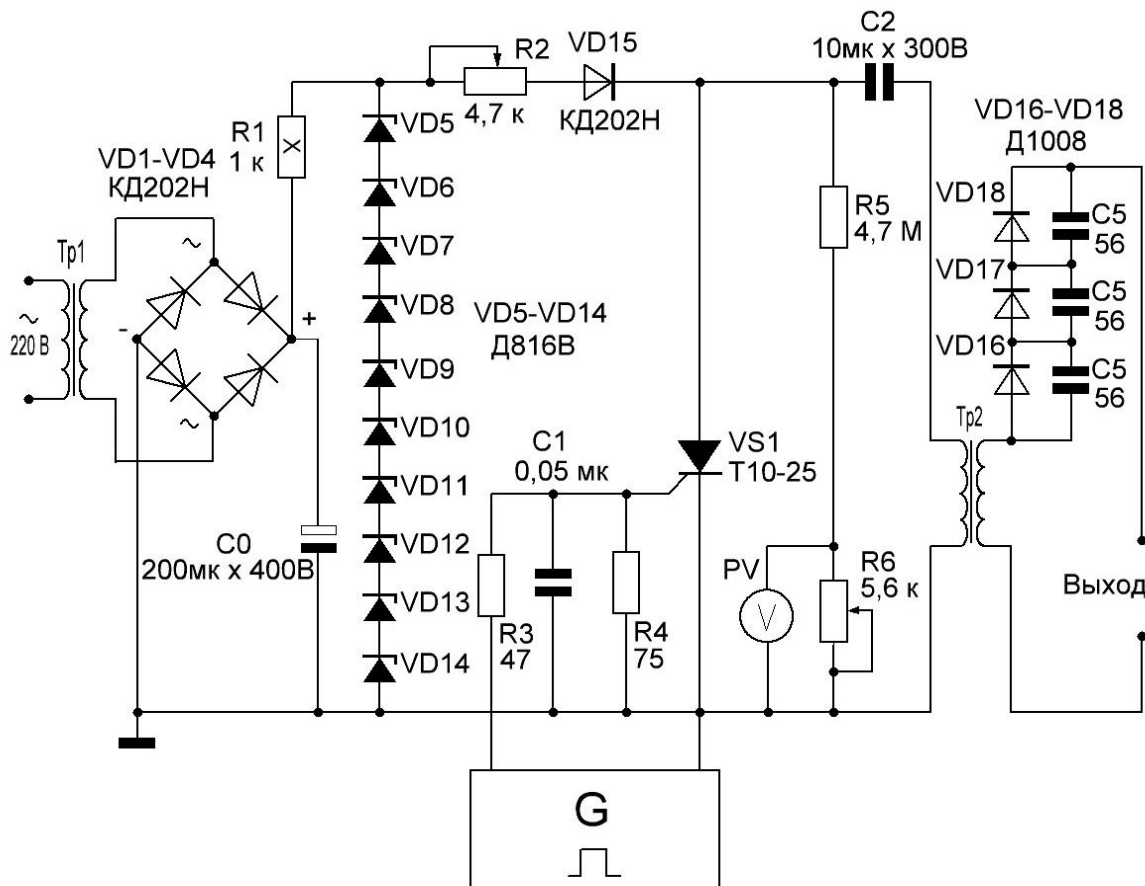 C2
10мк x 300В
R2
VD15
4,7 к
КД202Н
VD16-VD18
Д1008
R1
1 к
X
VD1-VD4
КД202Н
VD5
VD6
VD7
VD8
VD9
VD10
VD11
VD12
VD13
VD14
VD5-VD14
Д816В
R5
4,7 М
VD18
VD17
VD16
C5
56
C5
56
C5
56
Тр1
~
220 В
~
~
-
+
C0
200мк x 400В
C1
0,05 мк
VS1
Т10-25
Тр2
R3
47
R4
75
PV
V
R6
5,6 к
Выход
G